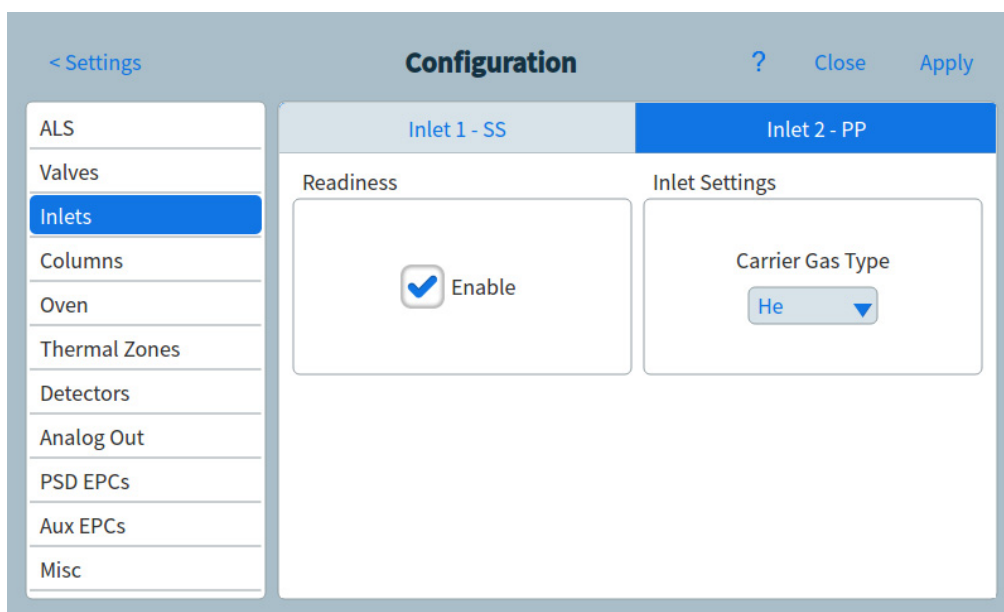 < Settings
Configuration
?
Close
Apply
ALS
Valves
Inlets
Columns
Oven
Thermal Zones
Detectors
Analog Out
PSD EPCs
Aux EPCs
Misc
Inlet 1 - SS
Inlet 2 - PP
Readiness
Enable
Inlet Settings
Carrier Gas Type
He